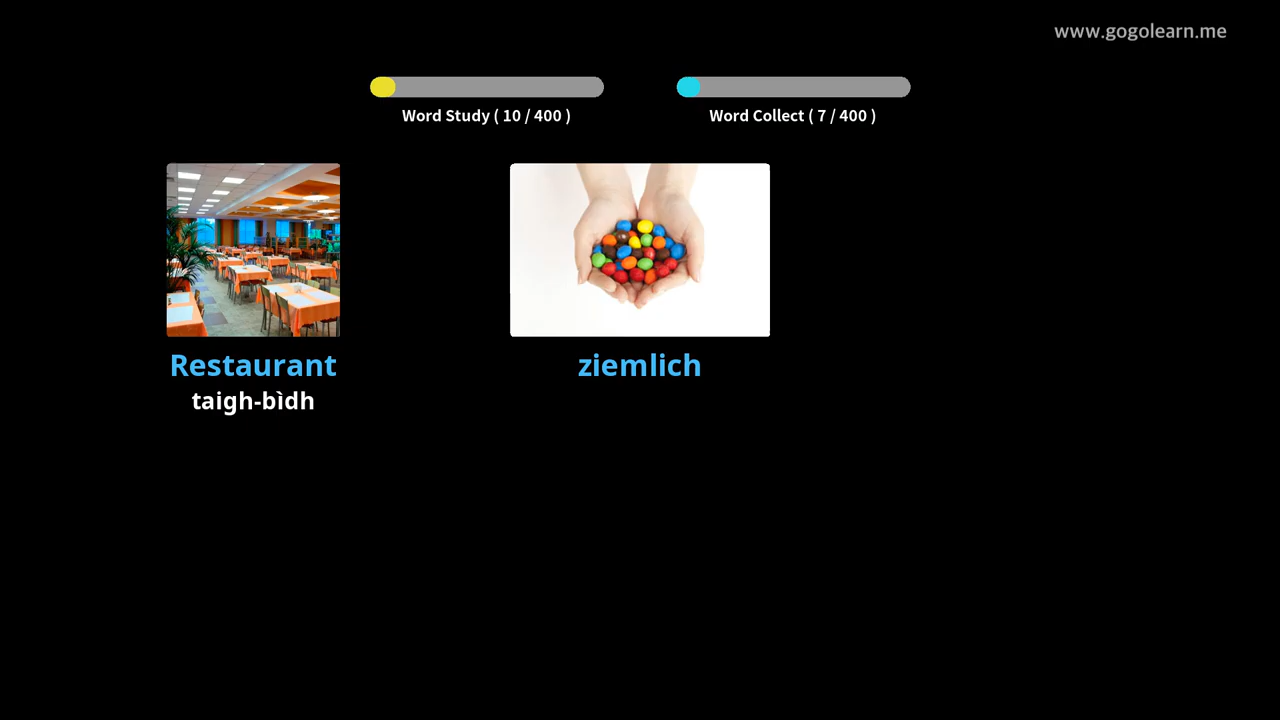 www.gogolearn.me
Word Study ( 10 / 400 )
Word Collect ( 7 / 400 )
Restaurant
taigh-bìdh
ziemlich